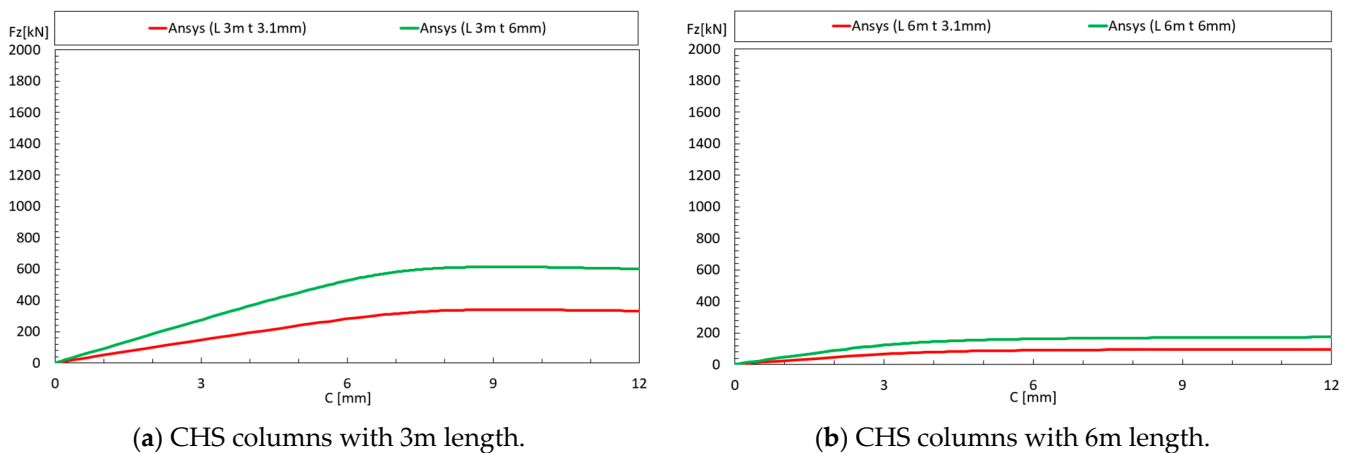 Fz[kN]
Ansys (L 3m t 3.1mm)
Ansys (L 3m t 6mm)
2000
1800
1600
1400
1200
1000
800
600
400
200
0
0 3 6 9 12
C [mm]
(a) CHS columns with 3m length.
Fz[kN]
Ansys (L 6m t 3.1mm)
Ansys (L 6m t 6mm)
2000
1800
1600
1400
1200
1000
800
600
400
200
0
0 3 6 9 12
C [mm]
(b) CHS columns with 6m length.